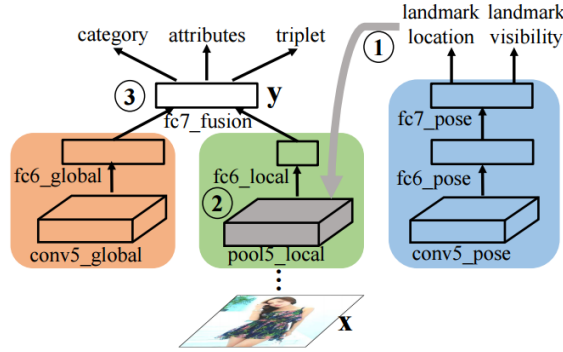 category
attributes
triplet
landmark
location
landmark
visibility
1
3
y
fc7_fusion
fc7_pose
fc6_global
fc6_local
fc6_pose
2
conv5_global
pool5_local
conv5_pose
x